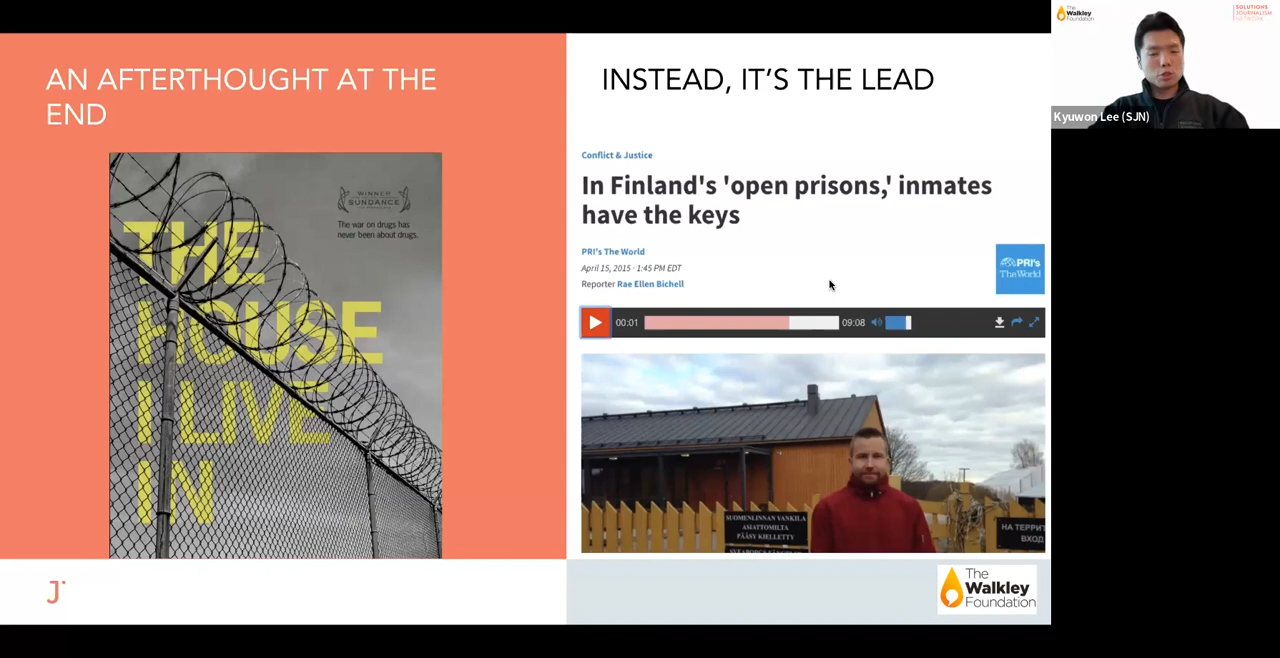 AN AFTERTHOUGHT AT THE
END
WINNER
SUNDANCE
The war on drugs has
never been about drugs.
THE
HOUSE
I LIVE
IN
J
INSTEAD, IT'S THE LEAD
Conflict & Justice
In Finland's 'open prisons,' inmates
have the keys
PRI's The World
April 15, 2015 · 1:45 PM EDT
Reporter Rae Ellen Bichell
PRI's
The World
00:01
09:08
SUOMENLINNAN VANKILA
ASIATTOMILTA
PÄÄSY KIELLETTY
НА ТЕРРИТ
ВХОД
The
Walkley
Foundation
The
Walkley
Foundation
SOLUTIONS
JOURNALISM
NETWORK
Kyuwon Lee (SJN)